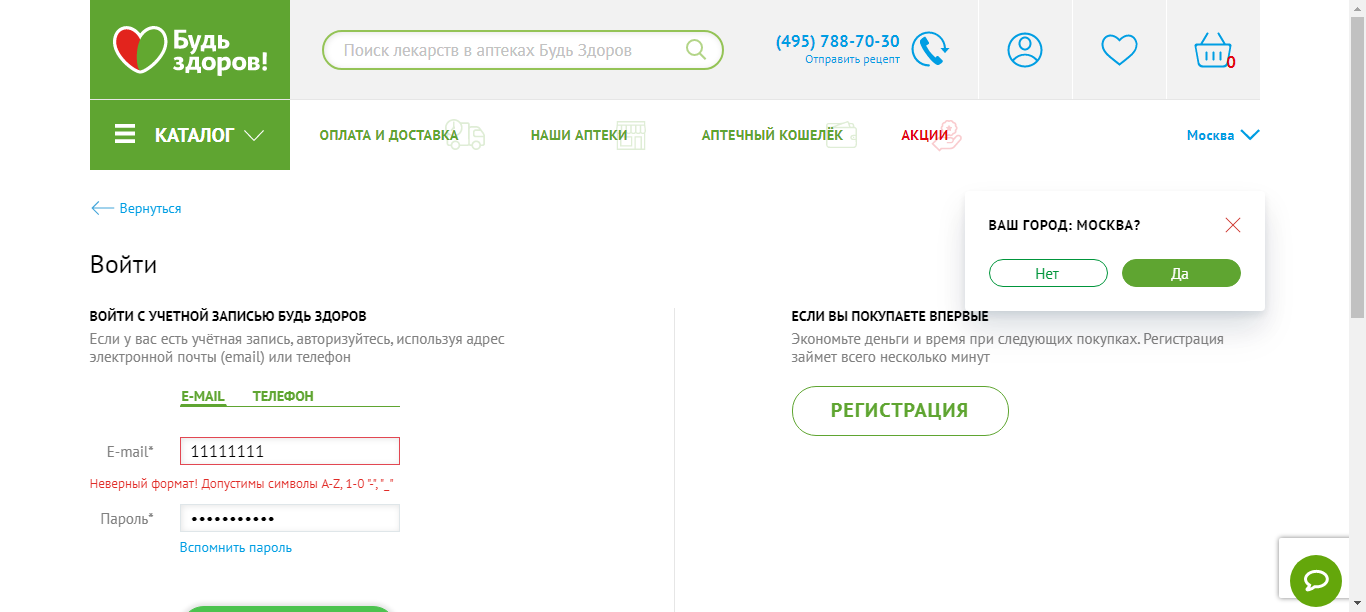 Будь
здоров!
Поиск лекарств в аптеках Будь Здоров
(495) 788-70-30
Отправить рецепт
0
КАТАЛОГ
ОПЛАТА И ДОСТАВКА
НАШИ АПТЕКИ
АПТЕЧНЫЙ КОШЕЛЁК
АКЦИИ
Москва
Вернуться
ВАШ ГОРОД: МОСКВА?
Нет
Да
Войти
ВОЙТИ С УЧЕТНОЙ ЗАПИСЬЮ БУДЬ ЗДОРОВ
Если у вас есть учётная запись, авторизуйтесь, используя адрес
электронной почты (email) или телефон
E-MAIL
ТЕЛЕФОН
E-mail*
11111111
Неверный формат! Допустимы символы A-Z, 1-0 "-", "_"
Пароль*
•••••••••••
Вспомнить пароль
ЕСЛИ ВЫ ПОКУПАЕТЕ ВПЕРВЫЕ
Экономьте деньги и время при следующих покупках. Регистрация
займет всего несколько минут
РЕГИСТРАЦИЯ